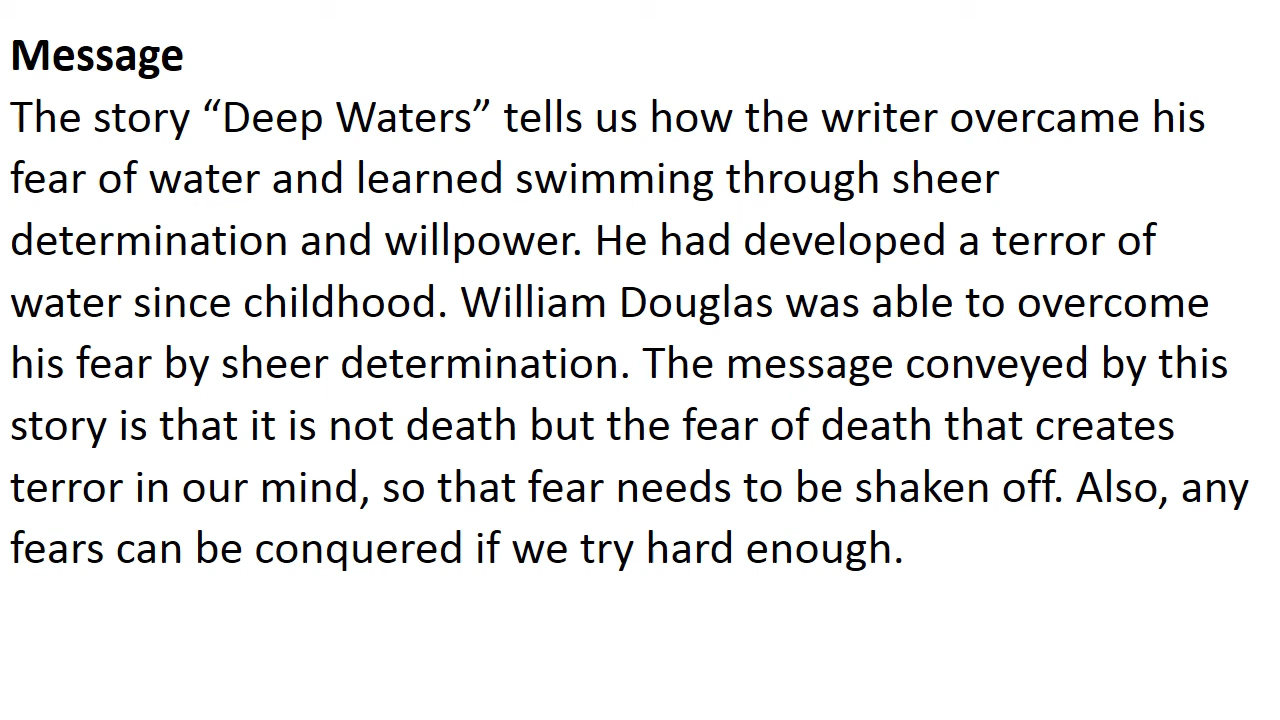 Message
The story “Deep Waters” tells us how the writer overcame his
fear of water and learned swimming through sheer
determination and willpower. He had developed a terror of
water since childhood. William Douglas was able to overcome
his fear by sheer determination. The message conveyed by this
story is that it is not death but the fear of death that creates
terror in our mind, so that fear needs to be shaken off. Also, any
fears can be conquered if we try hard enough.